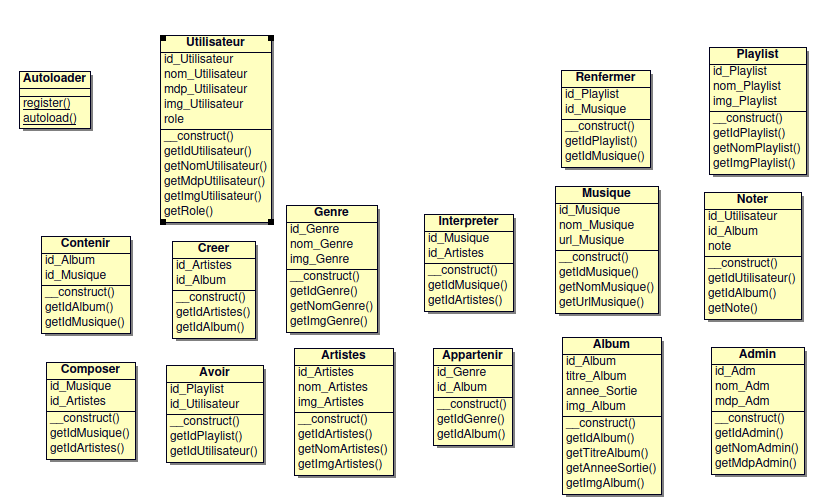 Autoloader
register()
autoload()
Utilisateur
id_Utilisateur
nom_Utilisateur
mdp_Utilisateur
img_Utilisateur
role
__construct()
getIdUtilisateur()
getNomUtilisateur()
getMdpUtilisateur()
getImgUtilisateur()
getRole()
Renfermer
id_Playlist
id_Musique
__construct()
getIdPlaylist()
getIdMusique()
Playlist
id_Playlist
nom_Playlist
img_Playlist
__construct()
getIdPlaylist()
getNomPlaylist()
getImgPlaylist()
Contenir
id_Album
id_Musique
__construct()
getIdAlbum()
getIdMusique()
Creer
id_Artistes
id_Album
__construct()
getIdArtistes()
getIdAlbum()
Genre
id_Genre
nom_Genre
img_Genre
__construct()
getIdGenre()
getNomGenre()
getImgGenre()
Interpreter
id_Musique
id_Artistes
__construct()
getIdMusique()
getIdArtistes()
Musique
id_Musique
nom_Musique
url_Musique
__construct()
getIdMusique()
getNomMusique()
getUrlMusique()
Noter
id_Utilisateur
id_Album
note
__construct()
getIdUtilisateur()
getIdAlbum()
getNote()
Composer
id_Musique
id_Artistes
__construct()
getIdMusique()
getIdArtistes()
Avoir
id_Playlist
id_Utilisateur
__construct()
getIdPlaylist()
getIdUtilisateur()
Artistes
id_Artistes
nom_Artistes
img_Artistes
__construct()
getIdArtistes()
getNomArtistes()
getImgArtistes()
Appartenir
id_Genre
id_Album
__construct()
getIdGenre()
getIdAlbum()
Album
id_Album
titre_Album
annee_Sortie
img_Album
__construct()
getIdAlbum()
getTitreAlbum()
getAnneeSortie()
getImgAlbum()
Admin
id_Adm
nom_Adm
mdp_Adm
__construct()
getIdAdmin()
getNomAdmin()
getMdpAdmin()